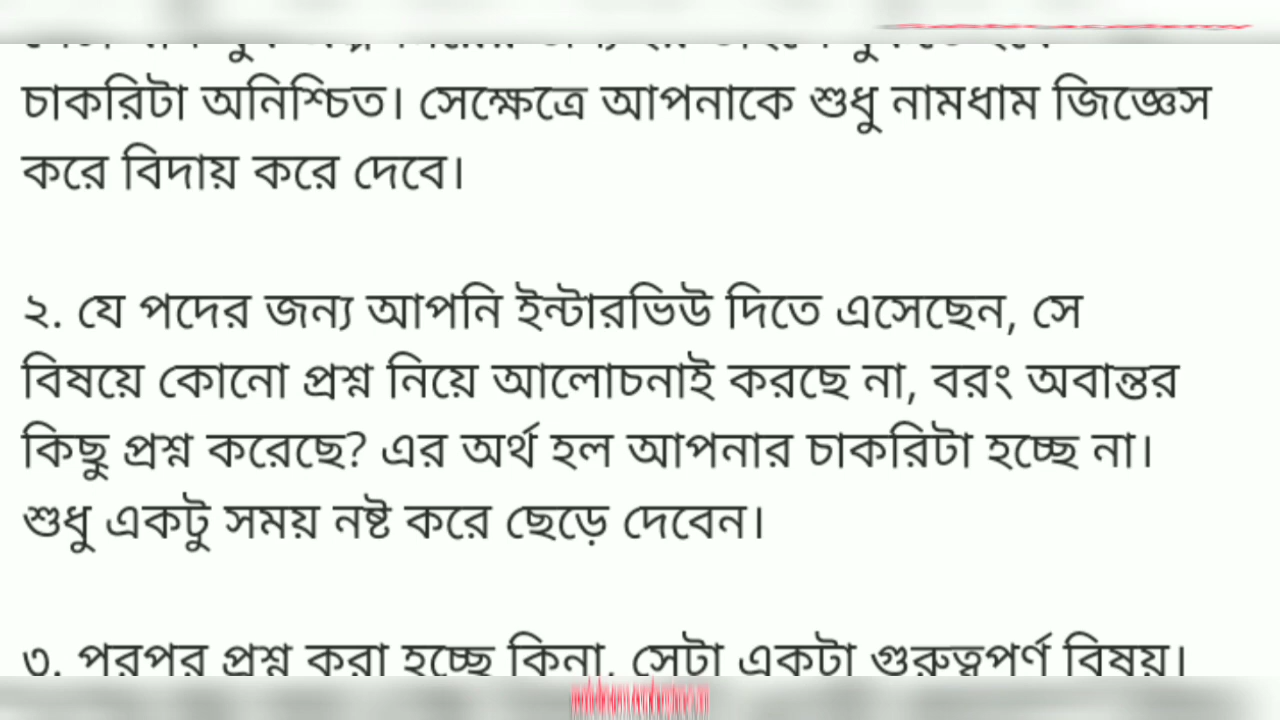 চাকরিটা অনিশ্চিত। সেক্ষেত্রে আপনাকে শুধু নামধাম জিজ্ঞেস
করে বিদায় করে দেবে।
২. যে পদের জন্য আপনি ইন্টারভিউ দিতে এসেছেন, সে
বিষয়ে কোনো প্রশ্ন নিয়ে আলোচনাই করছে না, বরং অবান্তর
কিছু প্রশ্ন করেছে? এর অর্থ হল আপনার চাকরিটা হচ্ছে না।
শুধু একটু সময় নষ্ট করে ছেড়ে দেবেন।
৩. পরপর প্রশ্ন করা হচ্ছে কিনা, সেটা একটা গুরুত্বপূর্ণ বিষয়।